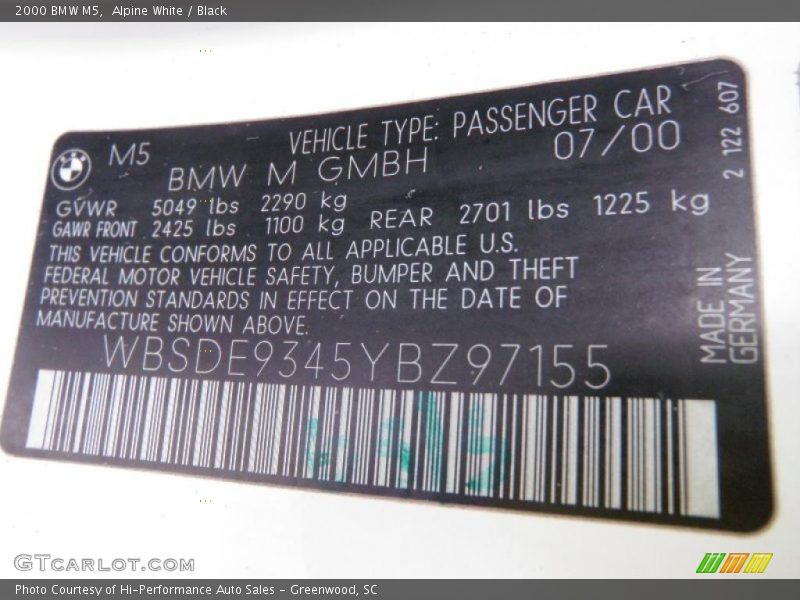 2000 BMW M5,  Alpine White / Black
M5 VEHICLE TYPE: PASSENGER CAR
BMW M GMBH 07/00
GVWR 5049 lbs 2290 kg
GAWR FRONT 2425 lbs 1100 kg REAR 2701 lbs 1225 kg
THIS VEHICLE CONFORMS TO ALL APPLICABLE U.S.
FEDERAL MOTOR VEHICLE SAFETY, BUMPER AND THEFT
PREVENTION STANDARDS IN EFFECT ON THE DATE OF
MANUFACTURE SHOWN ABOVE.
WBSDE9345YBZ97155
2 122 607
MADE IN
GERMANY
GTCARLOT.COM
Photo Courtesy of Hi-Performance Auto Sales - Greenwood, SC